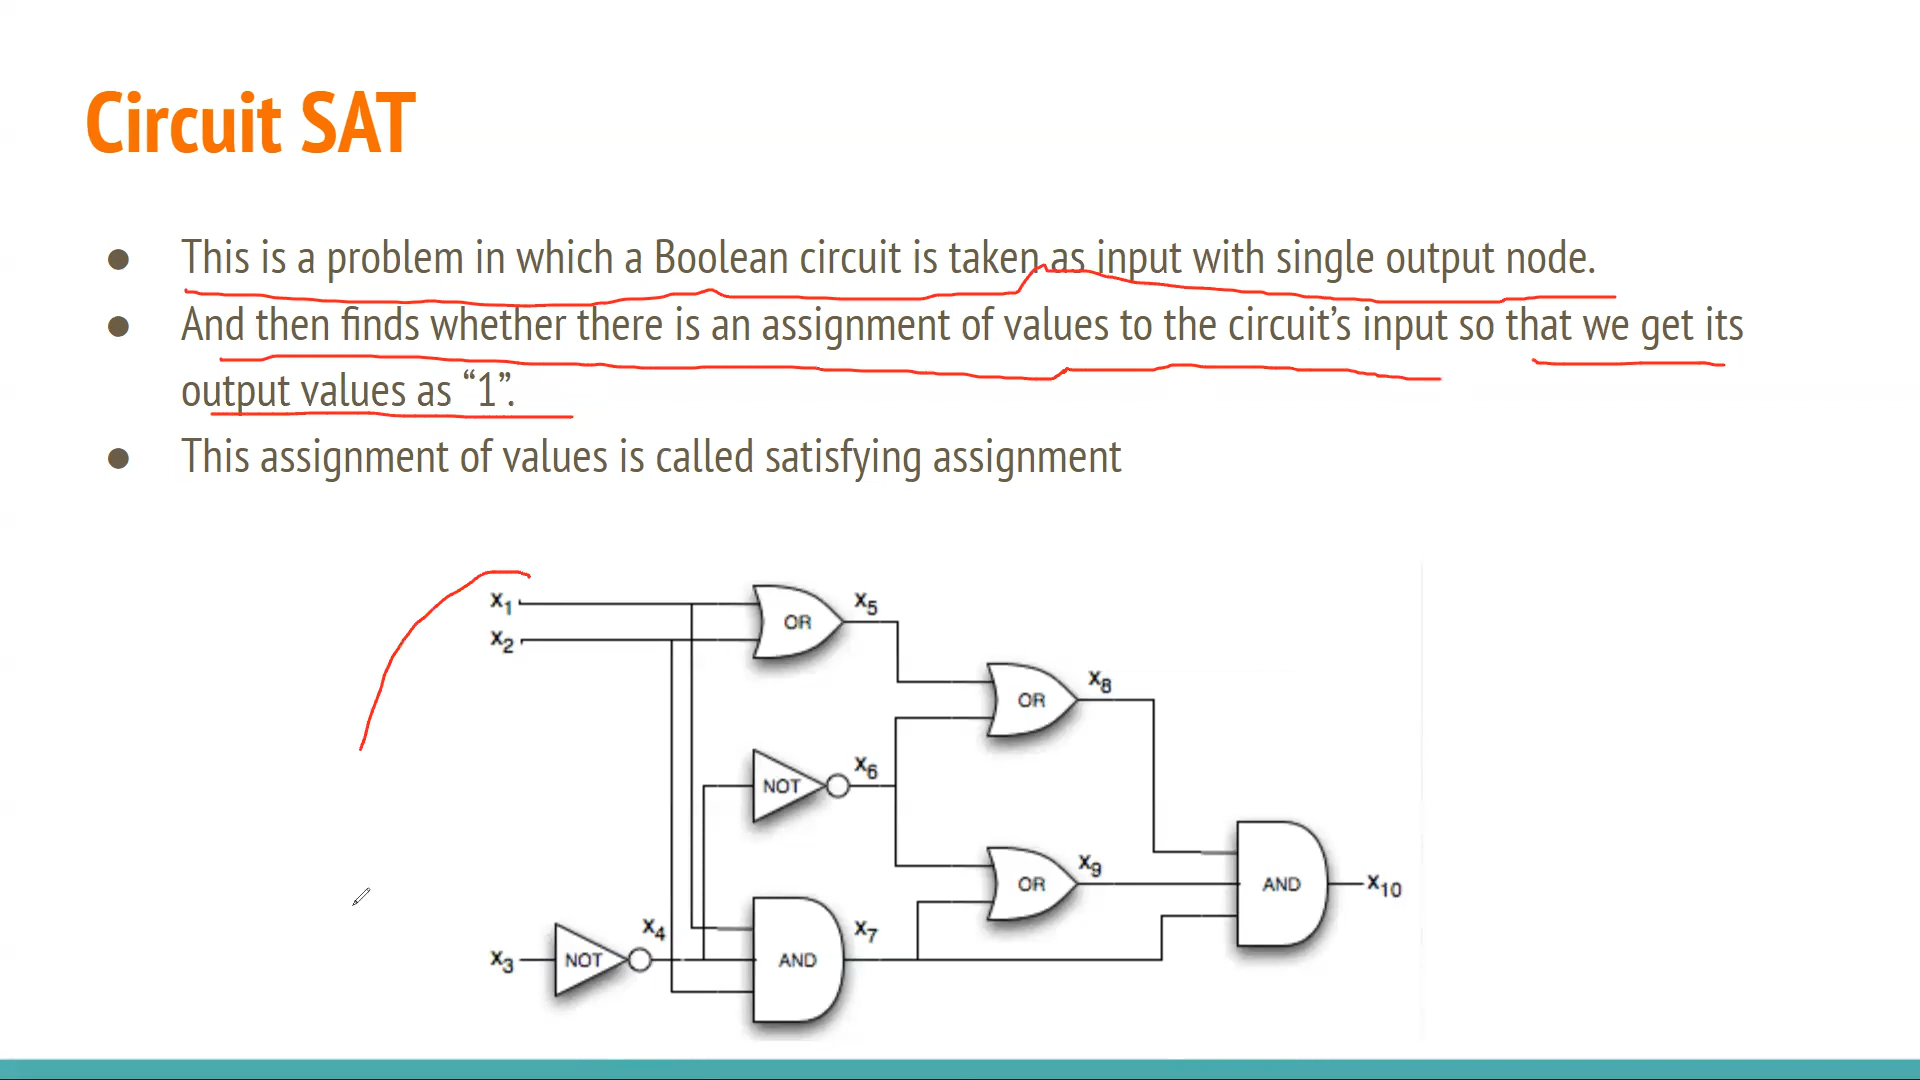 Circuit SAT
● This is a problem in which a Boolean circuit is taken as input with single output node.
● And then finds whether there is an assignment of values to the circuit’s input so that we get its
output values as “1”.
● This assignment of values is called satisfying assignment
x1
x2
OR
x5
OR
x8
NOT
x6
OR
x9
AND
x10
x3
NOT
x4
AND
x7